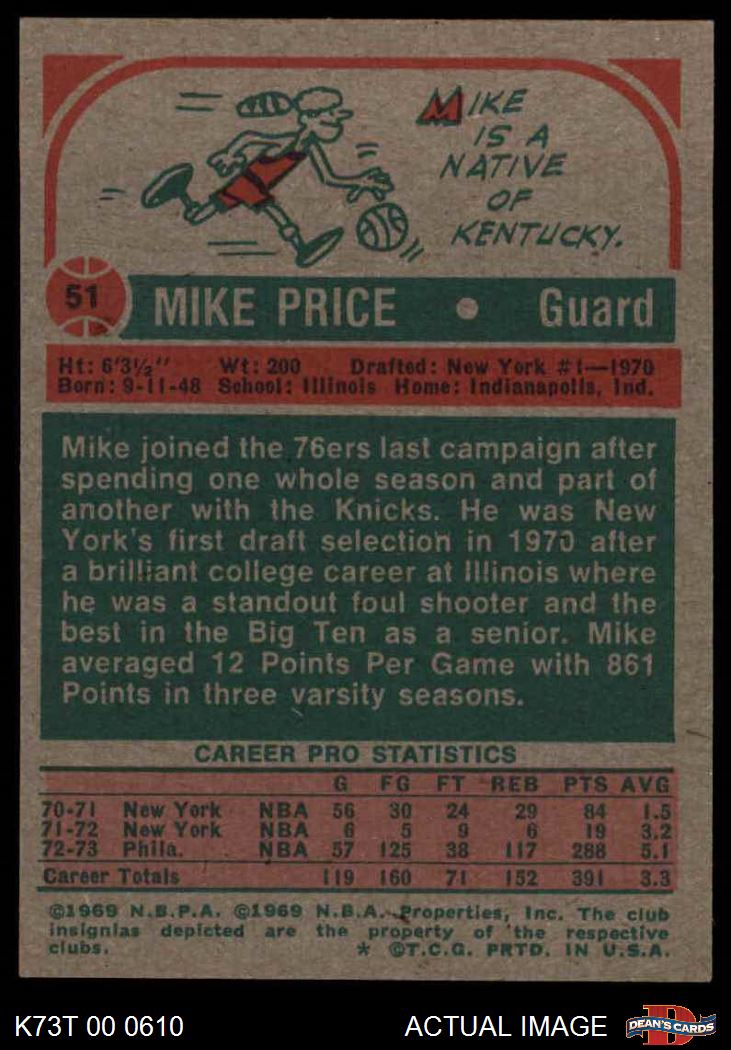 MIKE
IS A
NATIVE
OF
KENTUCKY.
51
MIKE PRICE • Guard
Ht: 6'3½" Wt: 200 Drafted: New York #1—1970
Born: 9-11-48 School: Illinois Home: Indianapolis, Ind.
Mike joined the 76ers last campaign after
spending one whole season and part of
another with the Knicks. He was New
York's first draft selection in 1970 after
a brilliant college career at Illinois where
he was a standout foul shooter and the
best in the Big Ten as a senior. Mike
averaged 12 Points Per Game with 861
Points in three varsity seasons.
CAREER PRO STATISTICS
G FG FT REB PTS AVG
70-71 New York NBA 56 30 24 29 84 1.5
71-72 New York NBA 6 5 9 6 19 3.2
72-73 Phila. NBA 57 125 38 117 288 5.1
Career Totals 119 160 71 152 391 3.3
©1969 N.B.P.A. ©1969 N.B.A. Properties, Inc. The club
insignias depicted are the property of the respective
clubs. * ©T.C.G. PRTD. IN U.S.A.
K73T 00 0610 ACTUAL IMAGE DEAN'S CARDS